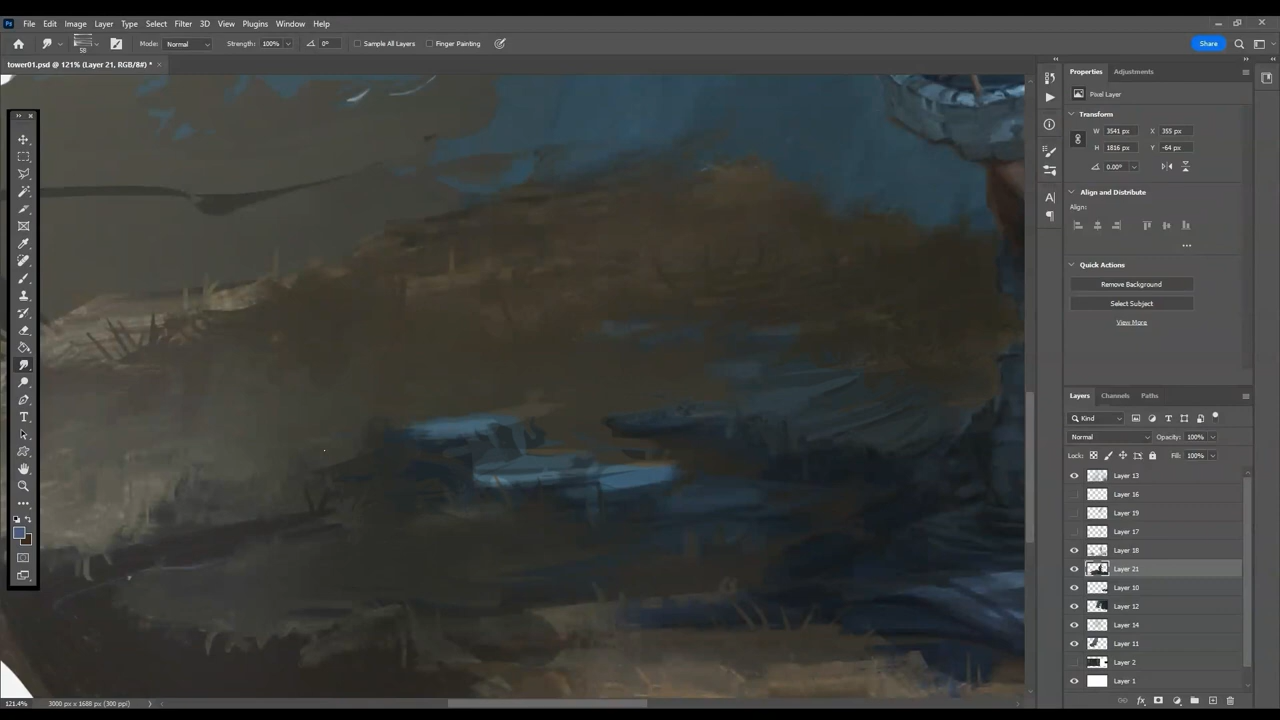 Ps File Edit Image Layer Type Select Filter 3D View Plugins Window Help
58 Mode: Normal Strength: 100% 0° Sample All Layers Finger Painting Share
tower01.psd @ 121% (Layer 21, RGB/8#) * ×
Properties Adjustments
Pixel Layer
Transform
W 3541 px X 355 px
H 1816 px Y -64 px
0.00°
Align and Distribute
Align:
Quick Actions
Remove Background
Select Subject
View More
Layers Channels Paths
Kind
Normal Opacity: 100%
Lock: Fill: 100%
Layer 13
Layer 16
Layer 19
Layer 17
Layer 18
Layer 21
Layer 10
Layer 12
Layer 14
Layer 11
Layer 2
Layer 1
121.4% 3000 px x 1688 px (300 ppi)